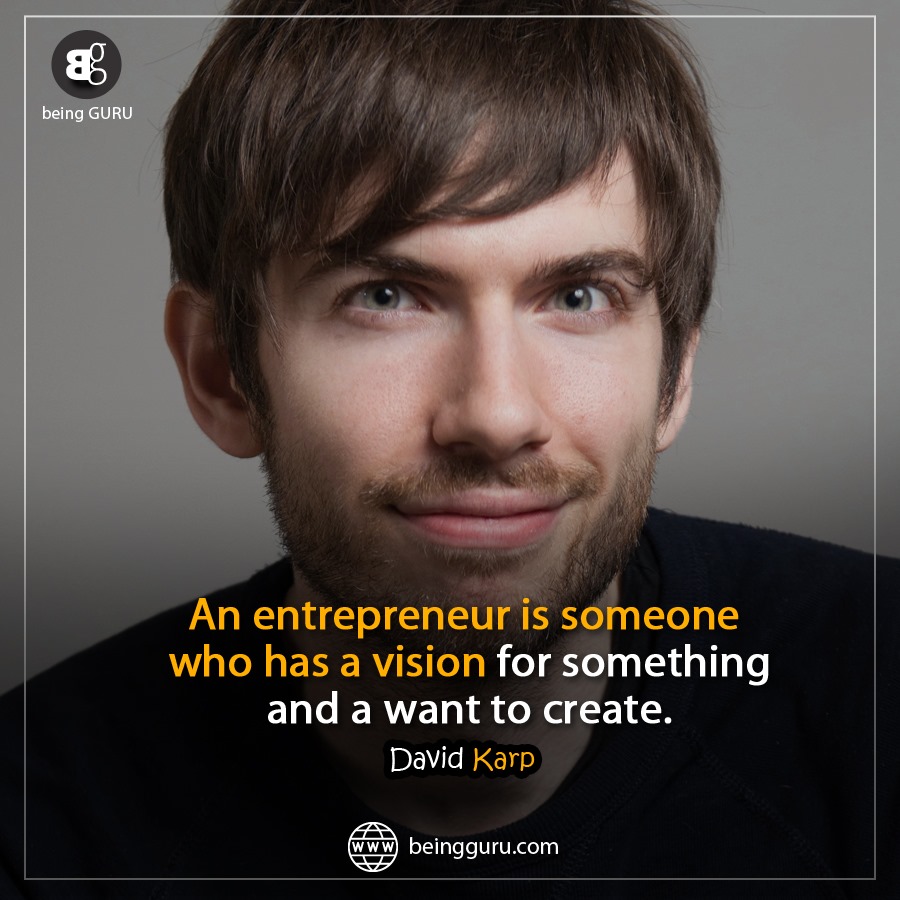 Bg
being GURU
An entrepreneur is someone
who has a vision for something
and a want to create.
David Karp
www
beingguru.com